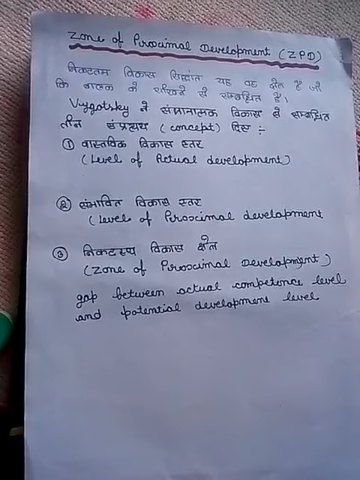 Zone of Proximal Development (ZPD)
निकटतम विकास सिद्धांत यह वह क्षेत्र है जो
कि बालक के सीखने से सम्बन्धित है।
Vygotsky ने संज्ञानात्मक विकास से सम्बन्धित
तीन संप्रत्यय (concept) दिए :-
① वास्तविक विकास स्तर
(Level of Actual development)
② संभावित विकास स्तर
(Level of Proximal development
③ निकटस्थ विकास क्षेत्र
(Zone of Proximal Development)
gap between actual competence level
and potential development level